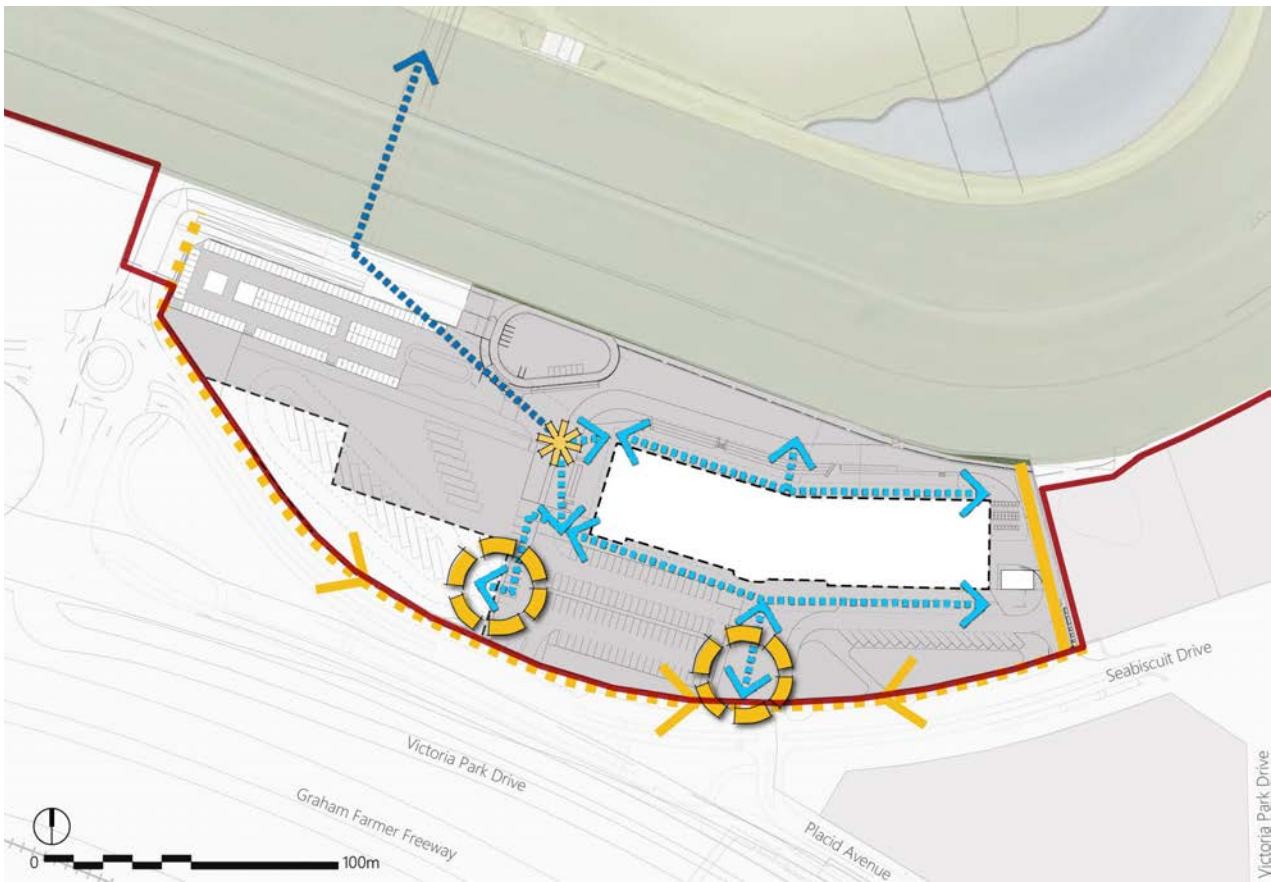 Seabiscuit Drive
Victoria Park Drive
Graham Farmer Freeway
Placid Avenue
Victoria Park Drive
0 100m